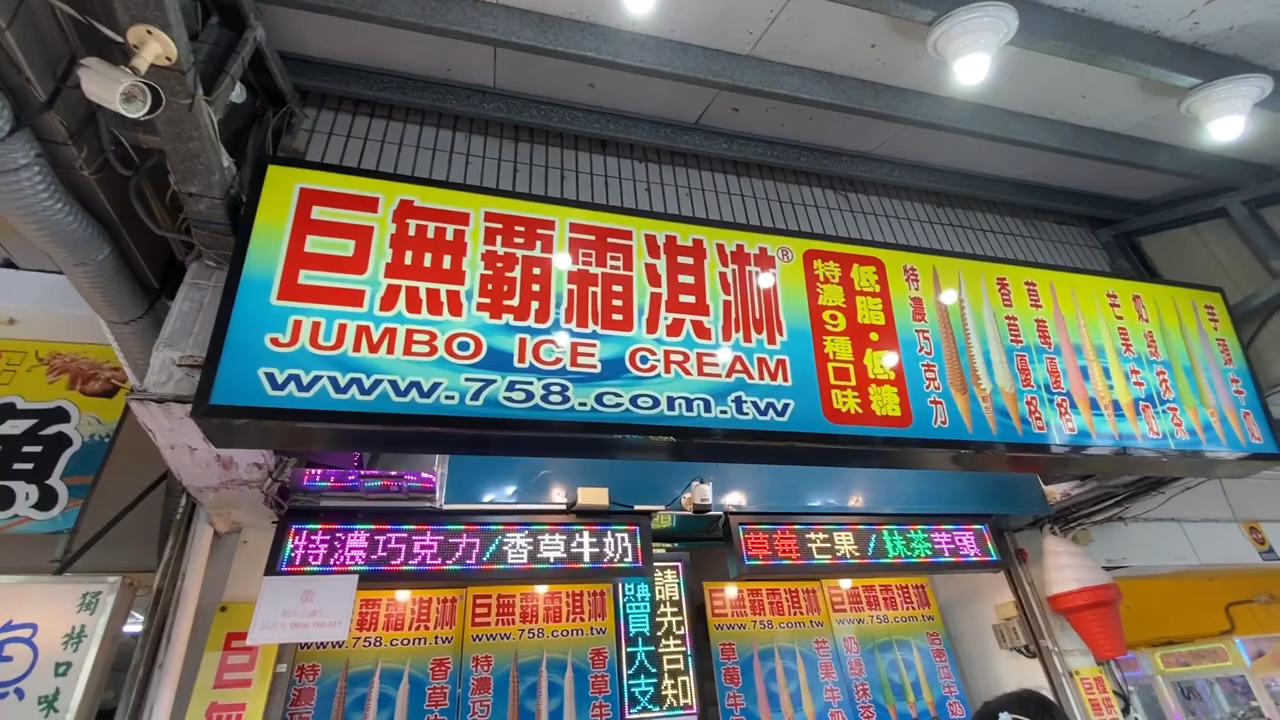 巨無霸霜淇淋®
JUMBO ICE CREAM
www.758.com.tw
低脂·低糖
特濃9種口味
特濃巧克力
香草優格
草莓優格
芒果牛奶
奶綠抹茶
芋頭牛奶
特濃巧克力/香草牛奶
草莓 芒果/抹茶芋頭
徵
巨無霸霜淇淋
www.758.com.tw
特濃
香草
巨無霸霜淇淋
www.758.com.tw
特濃巧
香草牛
請先告知
購買大支
巨無霸霜淇淋
www.758.com.tw
草莓牛
芒果牛奶
巨無霸霜淇淋
www.758.com.tw
奶綠抹茶
哈密瓜牛奶
巨無
魚
獨特口味